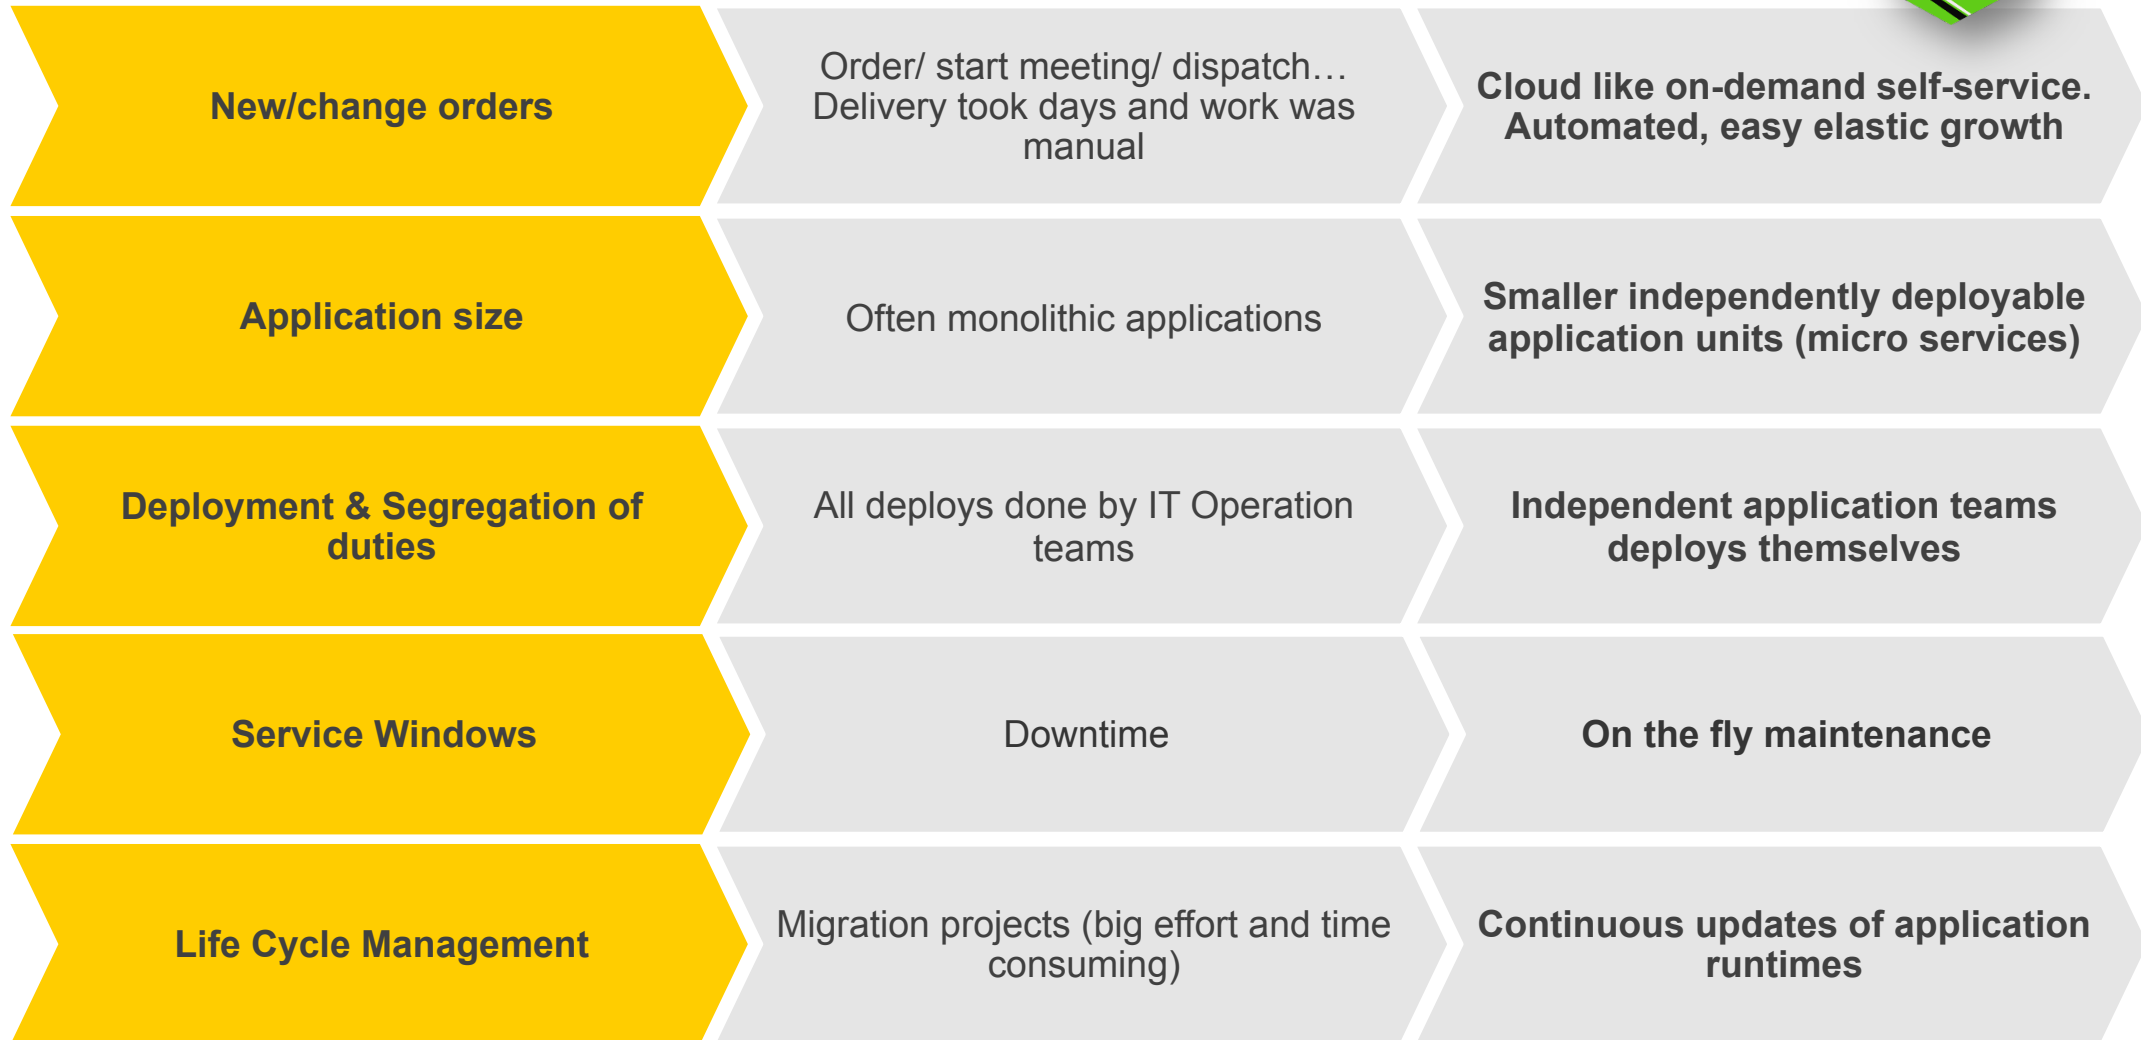 New/change orders
Order/ start meeting/ dispatch…
Delivery took days and work was
manual
Cloud like on-demand self-service.
Automated, easy elastic growth
Application size
Often monolithic applications
Smaller independently deployable
application units (micro services)
Deployment & Segregation of
duties
All deploys done by IT Operation
teams
Independent application teams
deploys themselves
Service Windows
Downtime
On the fly maintenance
Life Cycle Management
Migration projects (big effort and time
consuming)
Continuous updates of application
runtimes